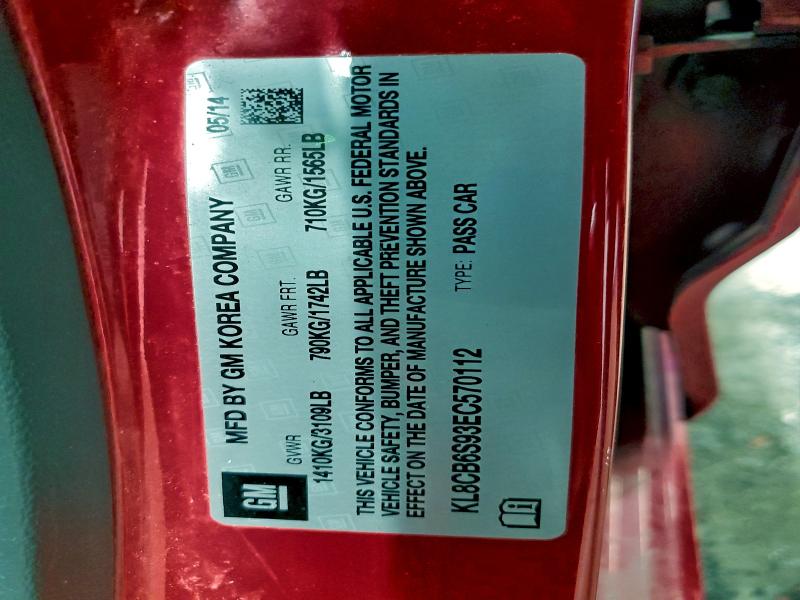 GM
MFD BY GM KOREA COMPANY 05/14
GVWR GAWR FRT. GAWR RR.
1410KG/3109LB 790KG/1742LB 710KG/1565LB
THIS VEHICLE CONFORMS TO ALL APPLICABLE U.S. FEDERAL MOTOR
VEHICLE SAFETY, BUMPER, AND THEFT PREVENTION STANDARDS IN
EFFECT ON THE DATE OF MANUFACTURE SHOWN ABOVE.
KL8CB6S93EC570112 TYPE: PASS CAR